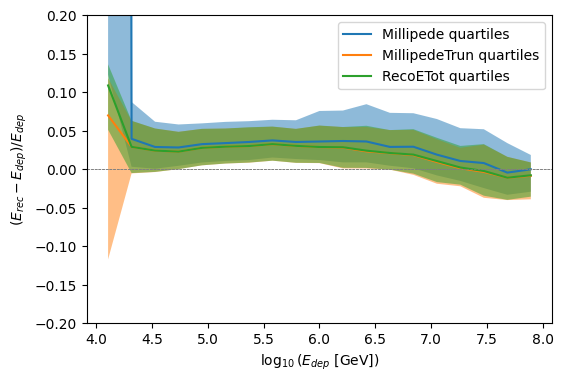 0.20
0.15
0.10
0.05
0.00
−0.05
−0.10
−0.15
−0.20
(E_rec − E_dep)/E_dep
Millipede quartiles
MillipedeTrun quartiles
RecoETot quartiles
4.0 4.5 5.0 5.5 6.0 6.5 7.0 7.5 8.0
log₁₀(E_dep [GeV])